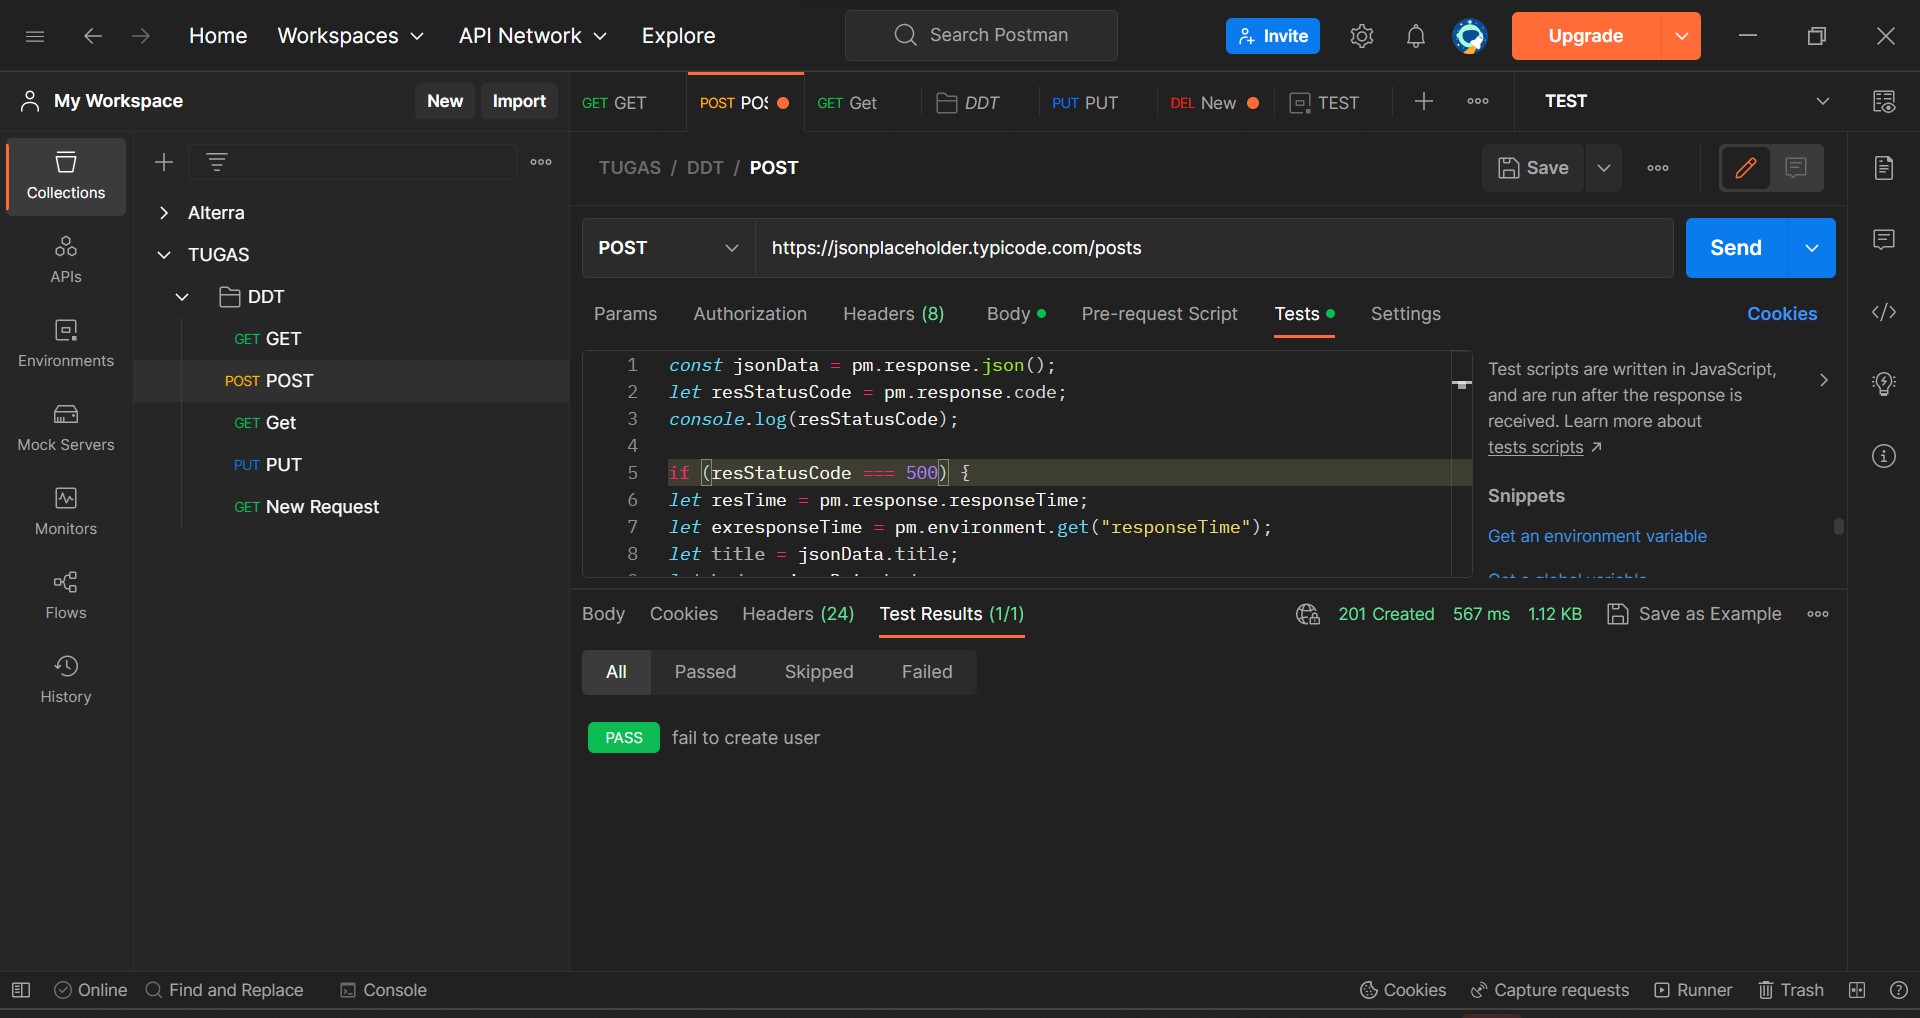 Home Workspaces API Network Explore Search Postman Invite Upgrade
My Workspace New Import GET GET POST POS GET Get DDT PUT PUT DEL New TEST TEST
Collections
APIs
Environments
Mock Servers
Monitors
Flows
History
Alterra
TUGAS
DDT
GET GET
POST POST
GET Get
PUT PUT
GET New Request
TUGAS / DDT / POST Save
POST https://jsonplaceholder.typicode.com/posts Send
Params Authorization Headers (8) Body Pre-request Script Tests Settings Cookies
1 const jsonData = pm.response.json();
2 let resStatusCode = pm.response.code;
3 console.log(resStatusCode);
4
5 if (resStatusCode === 500) {
6 let resTime = pm.response.responseTime;
7 let exresponseTime = pm.environment.get("responseTime");
8 let title = jsonData.title;
Test scripts are written in JavaScript,
and are run after the response is
received. Learn more about
tests scripts
Snippets
Get an environment variable
Body Cookies Headers (24) Test Results (1/1) 201 Created 567 ms 1.12 KB Save as Example
All Passed Skipped Failed
PASS fail to create user
Online Find and Replace Console Cookies Capture requests Runner Trash